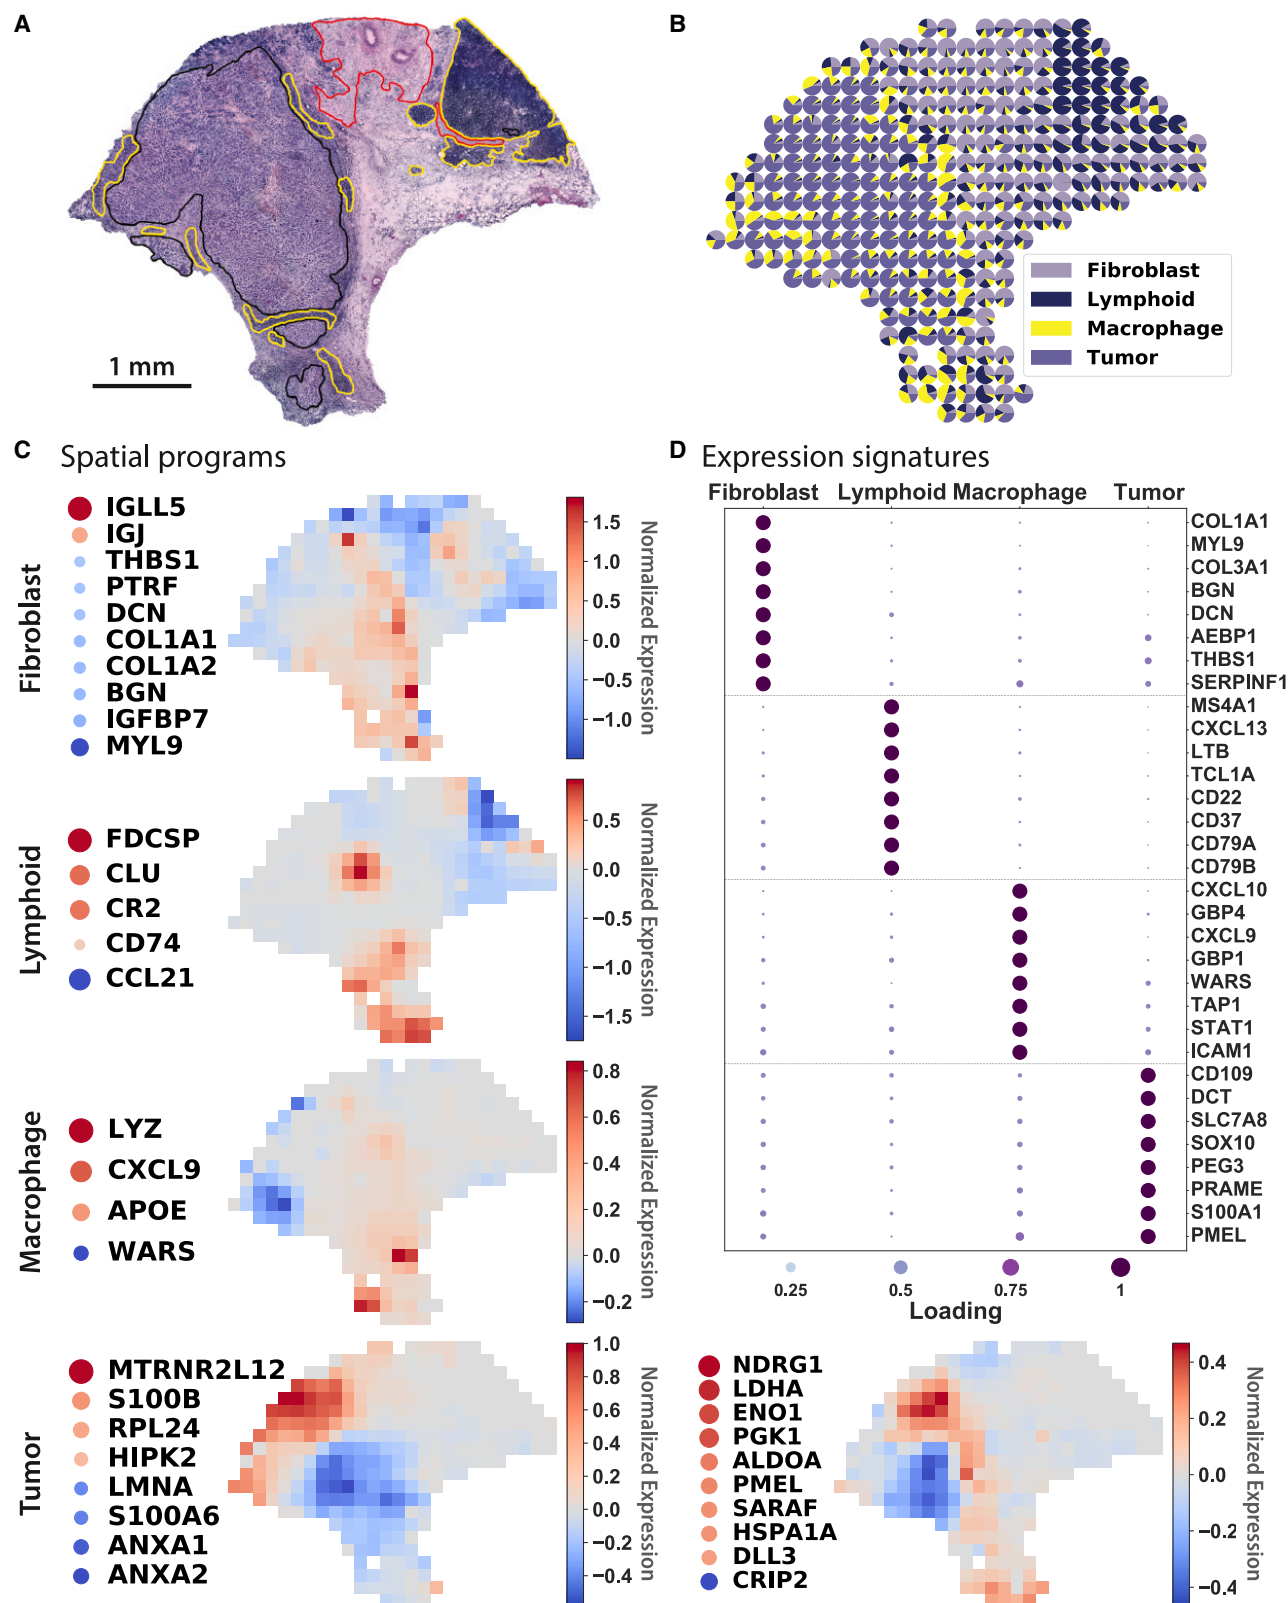 A
B
1 mm
Fibroblast
Lymphoid
Macrophage
Tumor
C Spatial programs
Fibroblast
IGLL5
IGJ
THBS1
PTRF
DCN
COL1A1
COL1A2
BGN
IGFBP7
MYL9
1.5
1.0
0.5
0.0
−0.5
−1.0
Normalized Expression
Lymphoid
FDCSP
CLU
CR2
CD74
CCL21
0.5
0.0
−0.5
−1.0
−1.5
Normalized Expression
Macrophage
LYZ
CXCL9
APOE
WARS
0.8
0.6
0.4
0.2
0.0
−0.2
Normalized Expression
Tumor
MTRNR2L12
S100B
RPL24
HIPK2
LMNA
S100A6
ANXA1
ANXA2
1.0
0.8
0.6
0.4
0.2
0.0
−0.2
−0.4
Normalized Expression
D Expression signatures
Fibroblast Lymphoid Macrophage Tumor
COL1A1
MYL9
COL3A1
BGN
DCN
AEBP1
THBS1
SERPINF1
MS4A1
CXCL13
LTB
TCL1A
CD22
CD37
CD79A
CD79B
CXCL10
GBP4
CXCL9
GBP1
WARS
TAP1
STAT1
ICAM1
CD109
DCT
SLC7A8
SOX10
PEG3
PRAME
S100A1
PMEL
0.25 0.5 0.75 1
Loading
NDRG1
LDHA
ENO1
PGK1
ALDOA
PMEL
SARAF
HSPA1A
DLL3
CRIP2
0.4
0.2
0.0
−0.2
−0.4
Normalized Expression